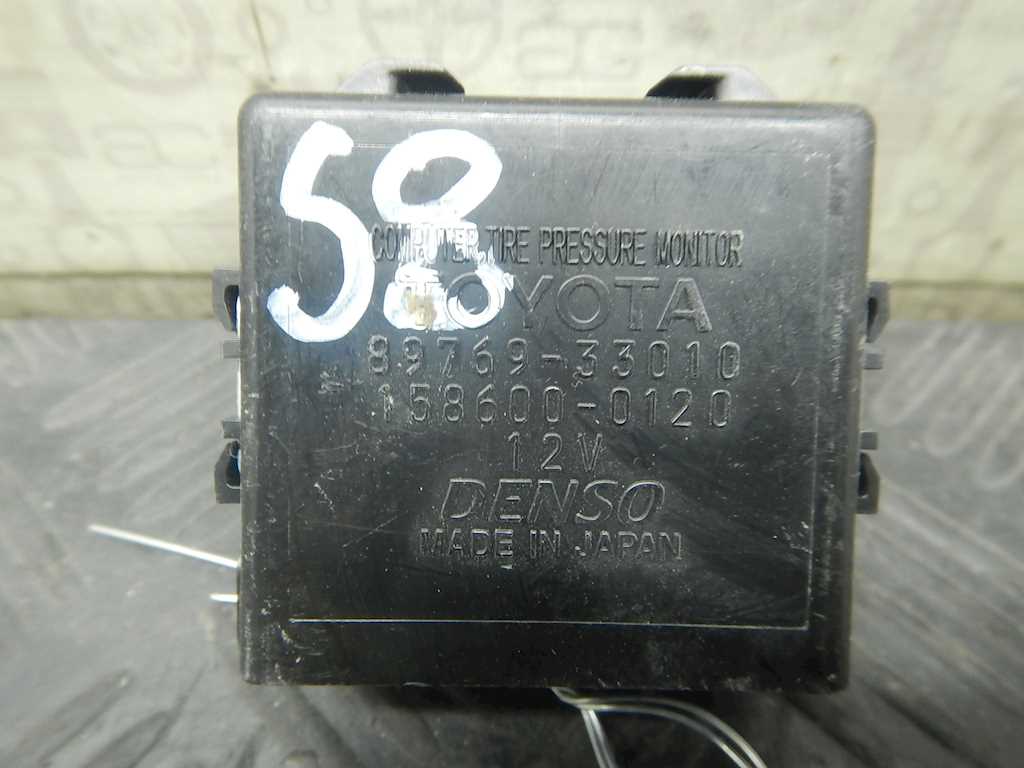 58
COMPUTER, TIRE PRESSURE MONITOR
TOYOTA
89769-33010
158600-0120
12V
DENSO
MADE IN JAPAN